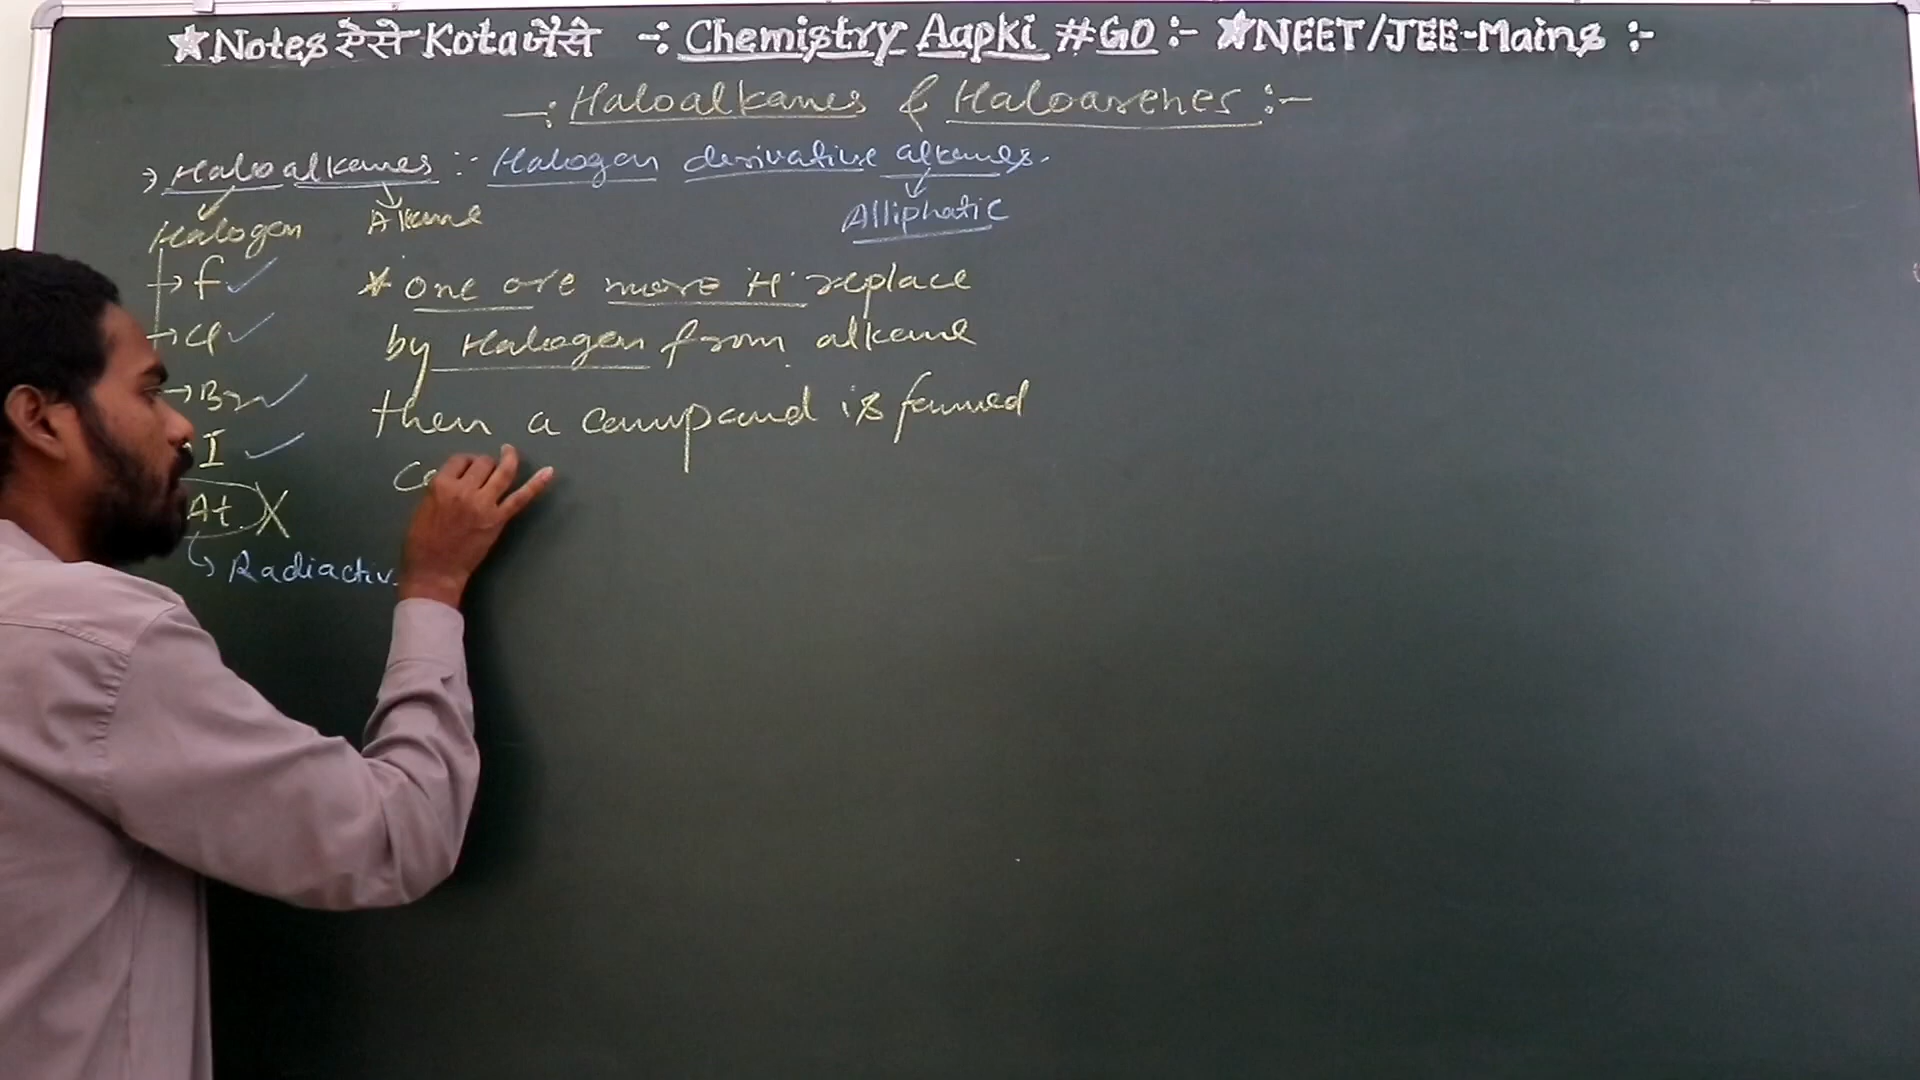 ★Notes ऐसे Kota जैसे -: Chemistry Aapki #GO :- ★NEET/JEE-Mains :-
-: Haloalkanes & Haloarenes :-
→ Haloalkanes :- Halogen derivative alkanes.
Halogen Alkane Alliphatic
→ F ✓
→ Cl ✓
→ Br ✓
I ✓
At X
↳ Radiactiv
* one are more H replace
by Halogen from alkane
then a compound is formed